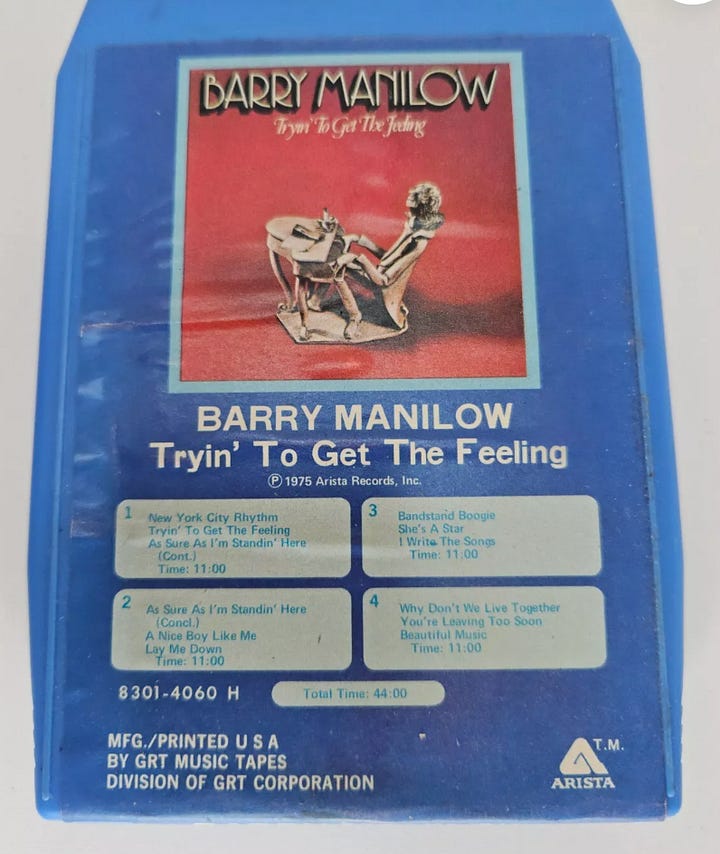 BARRY MANILOW
Tryin' To Get The Feeling
BARRY MANILOW
Tryin' To Get The Feeling
Ⓟ 1975 Arista Records, Inc.
1
New York City Rhythm
Tryin' To Get The Feeling
As Sure As I'm Standin' Here
(Cont.)
Time: 11:00
2
As Sure As I'm Standin' Here
(Concl.)
A Nice Boy Like Me
Lay Me Down
Time: 11:00
3
Bandstand Boogie
She's A Star
I Write The Songs
Time: 11:00
4
Why Don't We Live Together
You're Leaving Too Soon
Beautiful Music
Time: 11:00
8301-4060 H
Total Time: 44:00
MFG./PRINTED U S A
BY GRT MUSIC TAPES
DIVISION OF GRT CORPORATION
T.M.
ARISTA